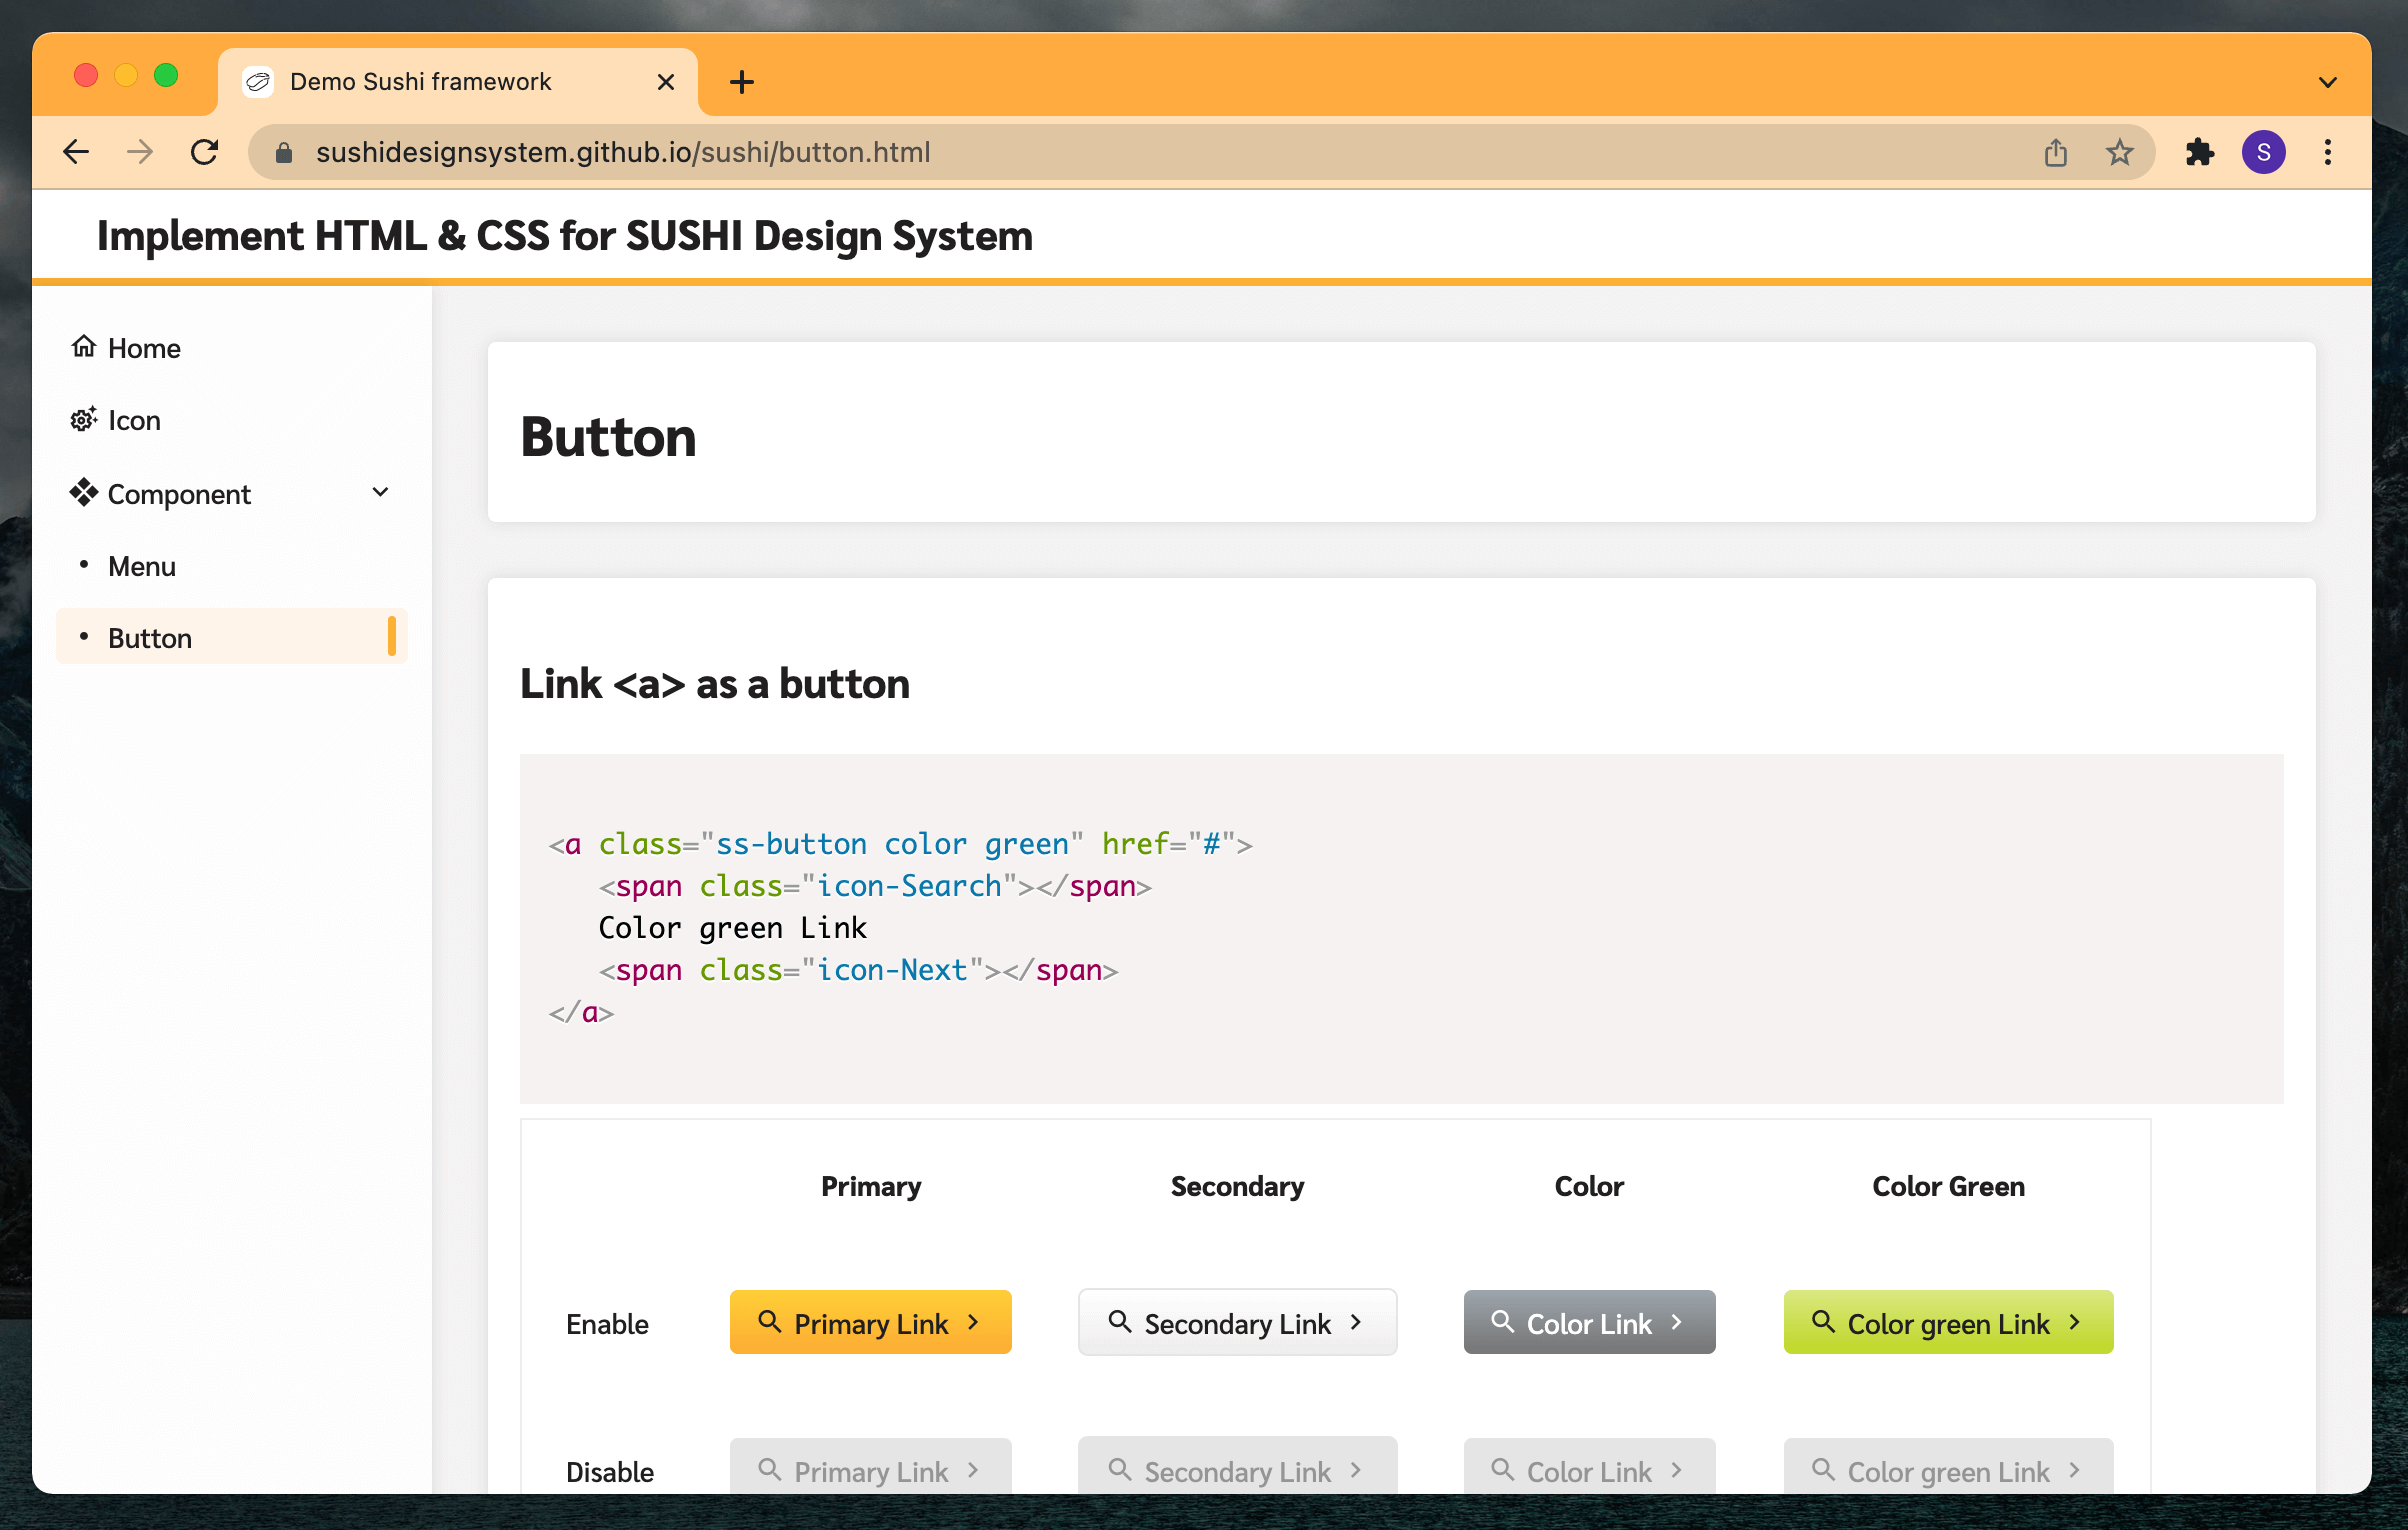 Demo Sushi framework
sushidesignsystem.github.io/sushi/button.html
S
Implement HTML & CSS for SUSHI Design System
Home
Icon
Component
• Menu
• Button
Button
Link <a> as a button
<a class="ss-button color green" href="#">
<span class="icon-Search"></span>
Color green Link
<span class="icon-Next"></span>
</a>
Primary Secondary Color Color Green
Enable Primary Link Secondary Link Color Link Color green Link
Disable Primary Link Secondary Link Color Link Color green Link